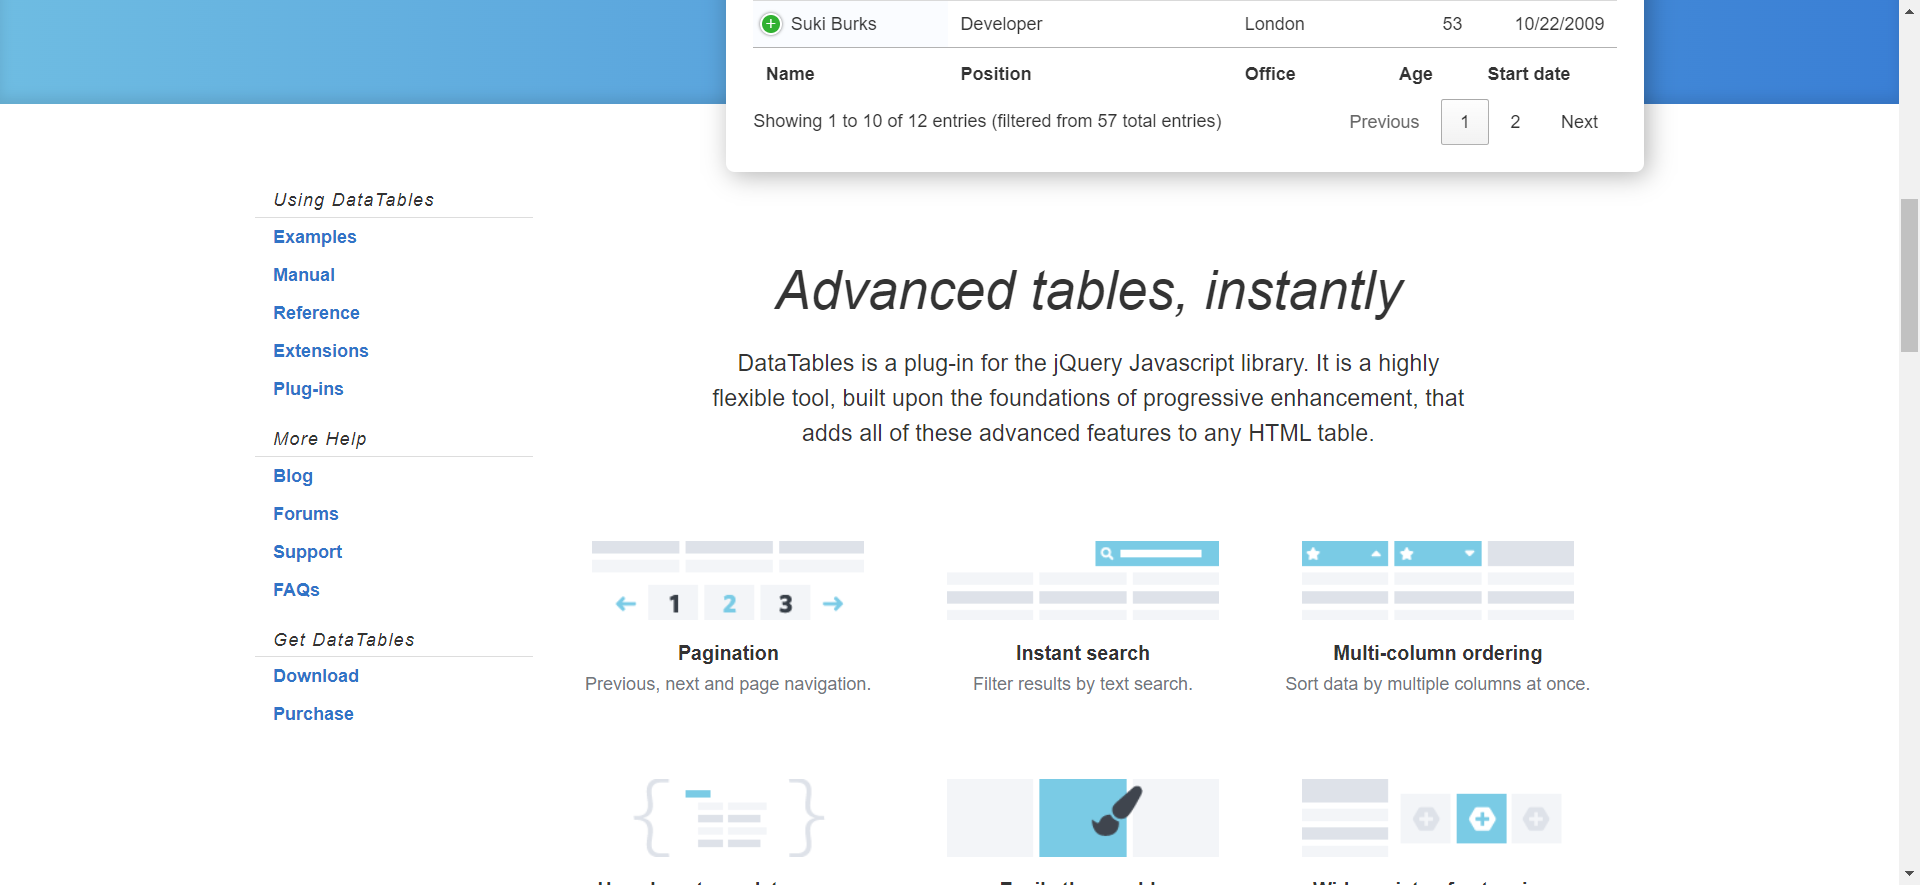 Suki Burks Developer London 53 10/22/2009
Name Position Office Age Start date
Showing 1 to 10 of 12 entries (filtered from 57 total entries) Previous 1 2 Next
Using DataTables
Examples
Manual
Reference
Extensions
Plug-ins
More Help
Blog
Forums
Support
FAQs
Get DataTables
Download
Purchase
Advanced tables, instantly
DataTables is a plug-in for the jQuery Javascript library. It is a highly
flexible tool, built upon the foundations of progressive enhancement, that
adds all of these advanced features to any HTML table.
1 2 3
Pagination
Previous, next and page navigation.
Instant search
Filter results by text search.
Multi-column ordering
Sort data by multiple columns at once.